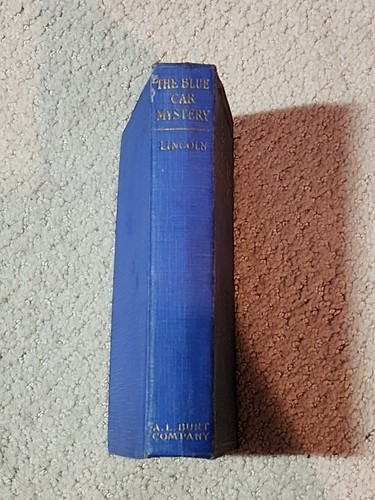 THE BLUE
CAR
MYSTERY
LINCOLN
A. L. BURT
COMPANY